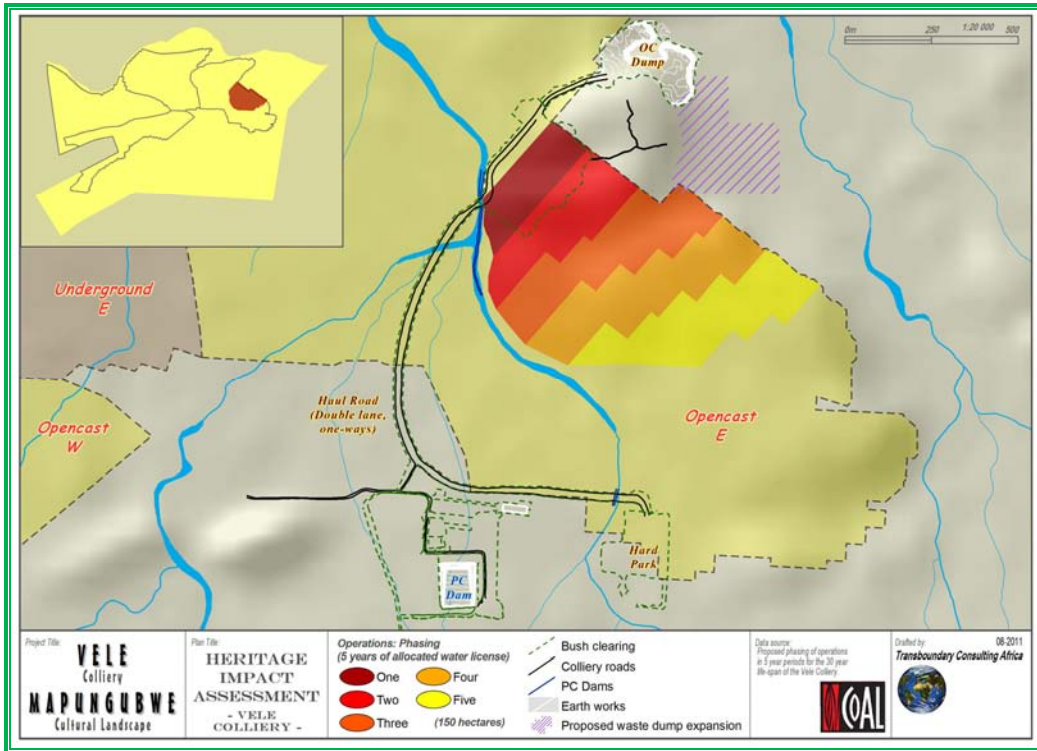 OC
Dump
0m 250 1:20 000 500
Underground
E
Opencast
W
Haul Road
(Double lane,
one-ways)
Opencast
E
Hard
Park
PC
Dam
Project Title:
VELE
Colliery
MAPUNGUBWE
Cultural Landscape
Plan Title:
HERITAGE
IMPACT
ASSESSMENT
- VELE
COLLIERY -
Operations: Phasing
(5 years of allocated water license)
One
Two
Three
Four
Five
(150 hectares)
Bush clearing
Colliery roads
PC Dams
Earth works
Proposed waste dump expansion
Data source:
Proposed phasing of operations
in 5 year periods for the 30 year
life-span of the Vele Colliery.
COAL
Drafted by: 08-2011
Transboundary Consulting Africa